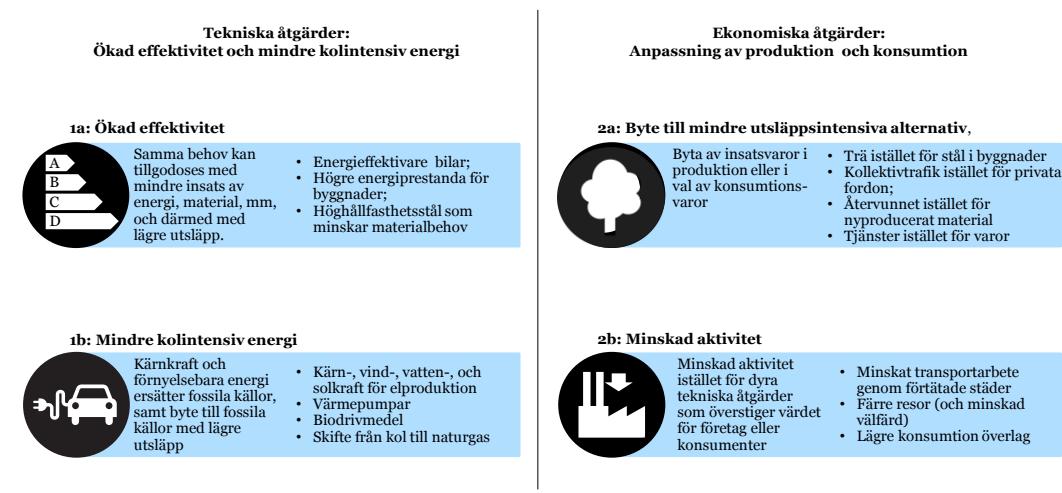 Tekniska åtgärder:
Ökad effektivitet och mindre kolintensiv energi
1a: Ökad effektivitet
A
B
C
D
Samma behov kan
tillgodoses med
mindre insats av
energi, material, mm,
och därmed med
lägre utsläpp.
• Energieffektivare bilar;
• Högre energiprestanda för
byggnader;
• Höghållfasthetsstål som
minskar materialbehov
1b: Mindre kolintensiv energi
Kärnkraft och
förnyelsebara energi
ersätter fossila källor,
samt byte till fossila
källor med lägre
utsläpp
• Kärn-, vind-, vatten-, och
solkraft för elproduktion
• Värmepumpar
• Biodrivmedel
• Skifte från kol till naturgas
Ekonomiska åtgärder:
Anpassning av produktion och konsumtion
2a: Byte till mindre utsläppsintensiva alternativ,
Byta av insatsvaror i
produktion eller i
val av konsumtions-
varor
• Trä istället för stål i byggnader
• Kollektivtrafik istället för privata
fordon;
• Återvunnet istället för
nyproducerat material
• Tjänster istället för varor
2b: Minskad aktivitet
Minskad aktivitet
istället för dyra
tekniska åtgärder
som överstiger värdet
för företag eller
konsumenter
• Minskat transportarbete
genom förtätade städer
• Färre resor (och minskad
välfärd)
• Lägre konsumtion överlag